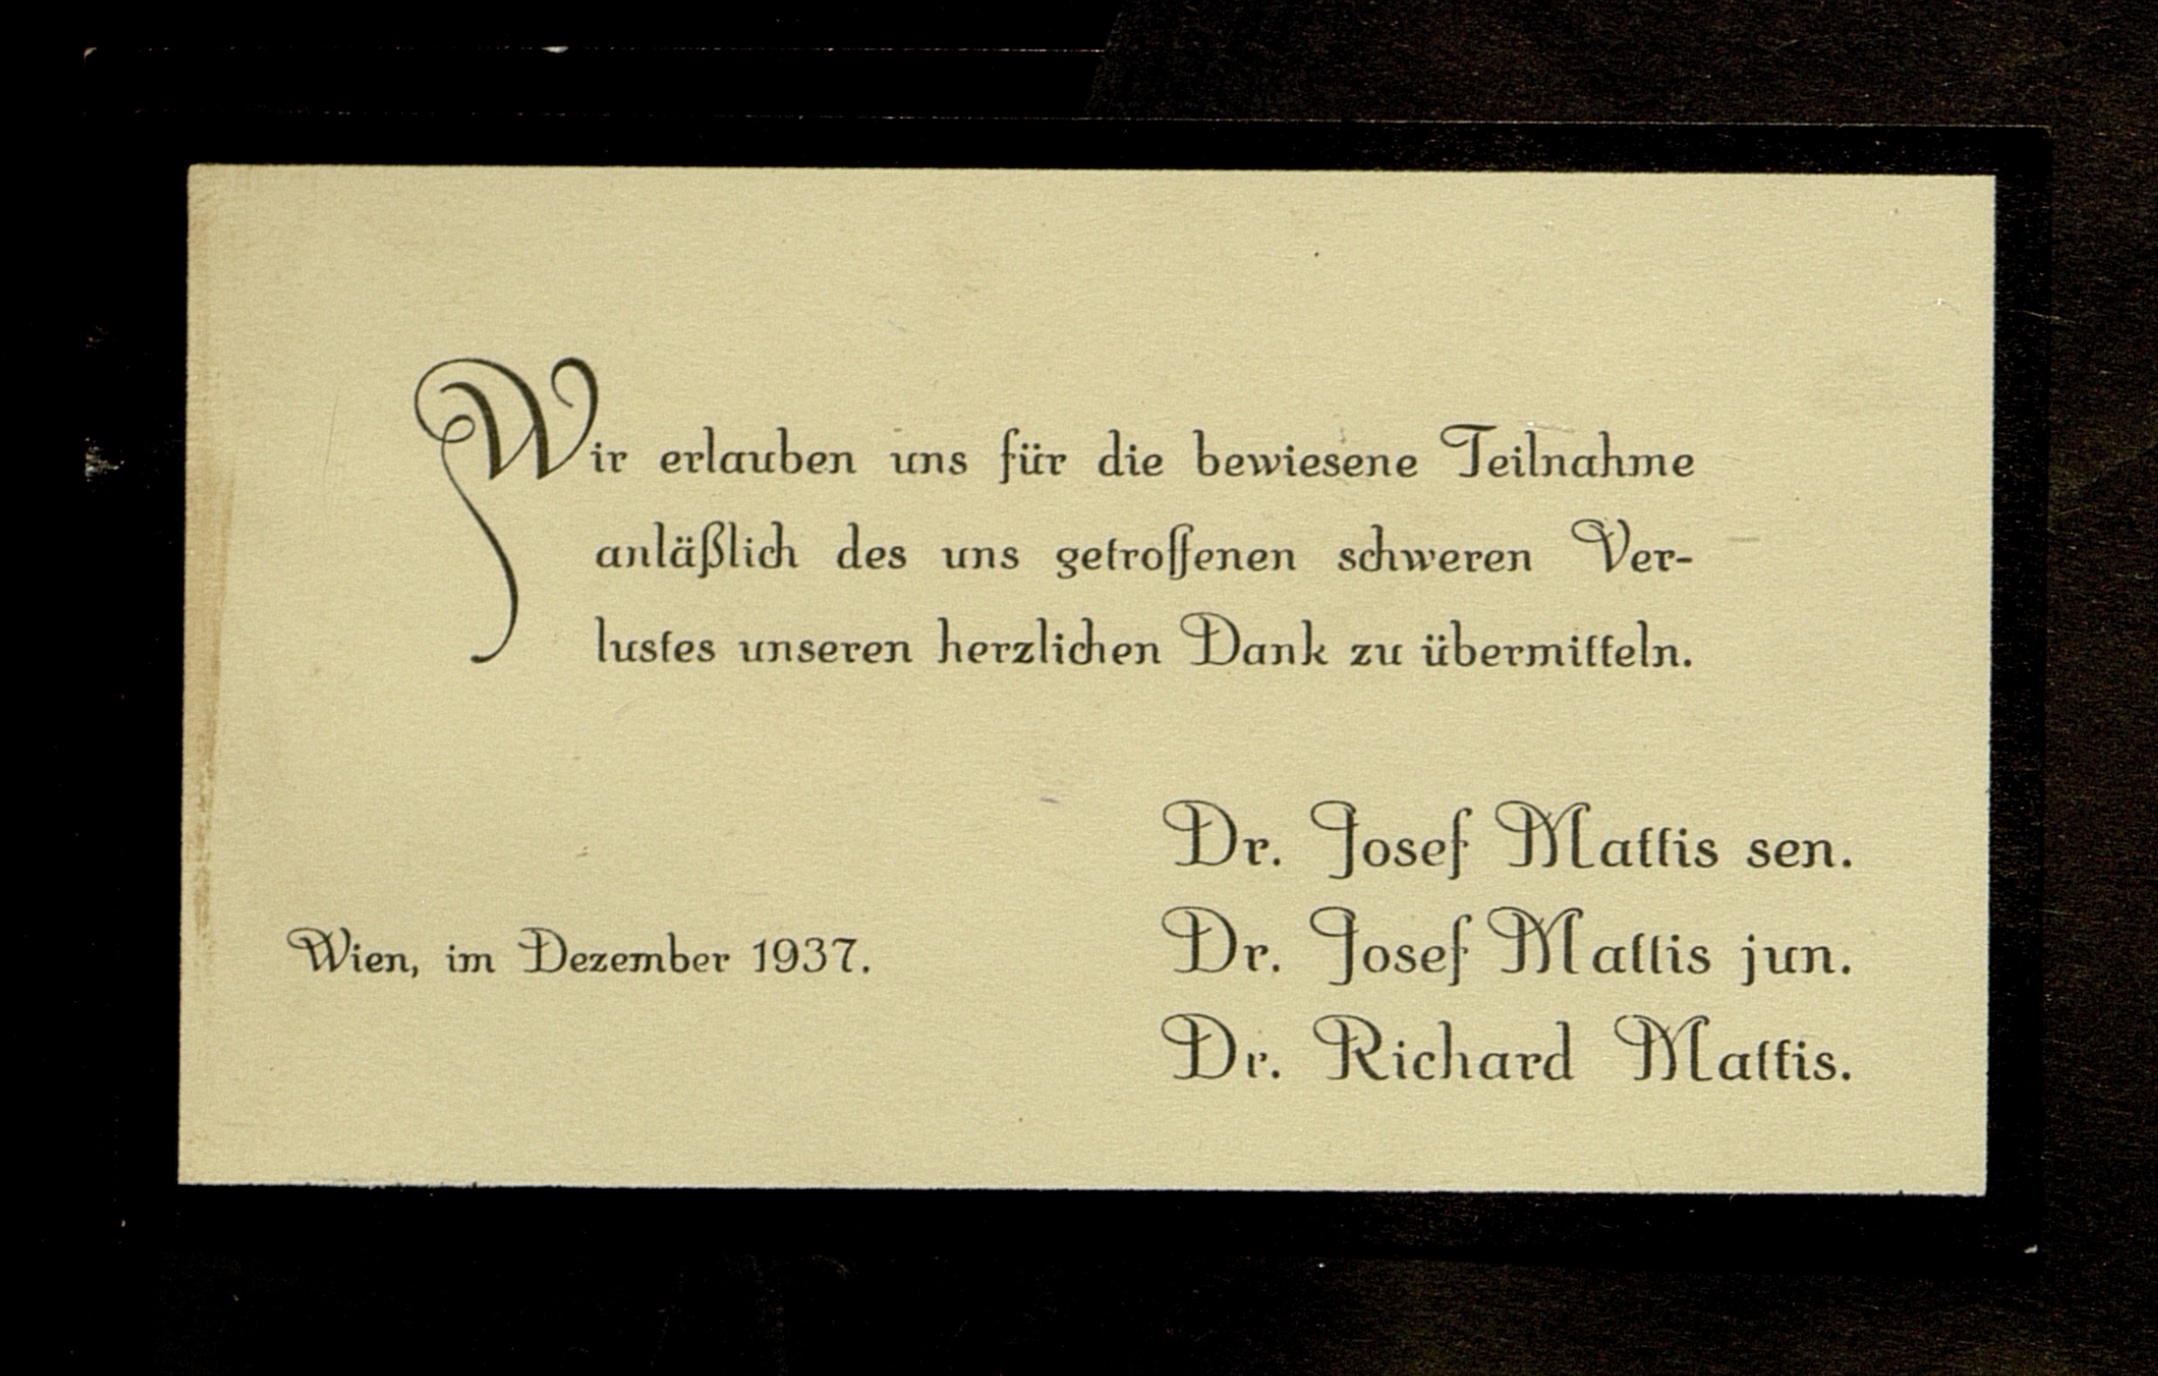 Wir erlauben uns für die bewiesene Teilnahme
anläßlich des uns getroffenen schweren Ver-
lustes unseren herzlichen Dank zu übermitteln.
Dr. Josef Mattis sen.
Dr. Josef Mattis jun.
Wien, im Dezember 1937.
Dr. Richard Mattis.